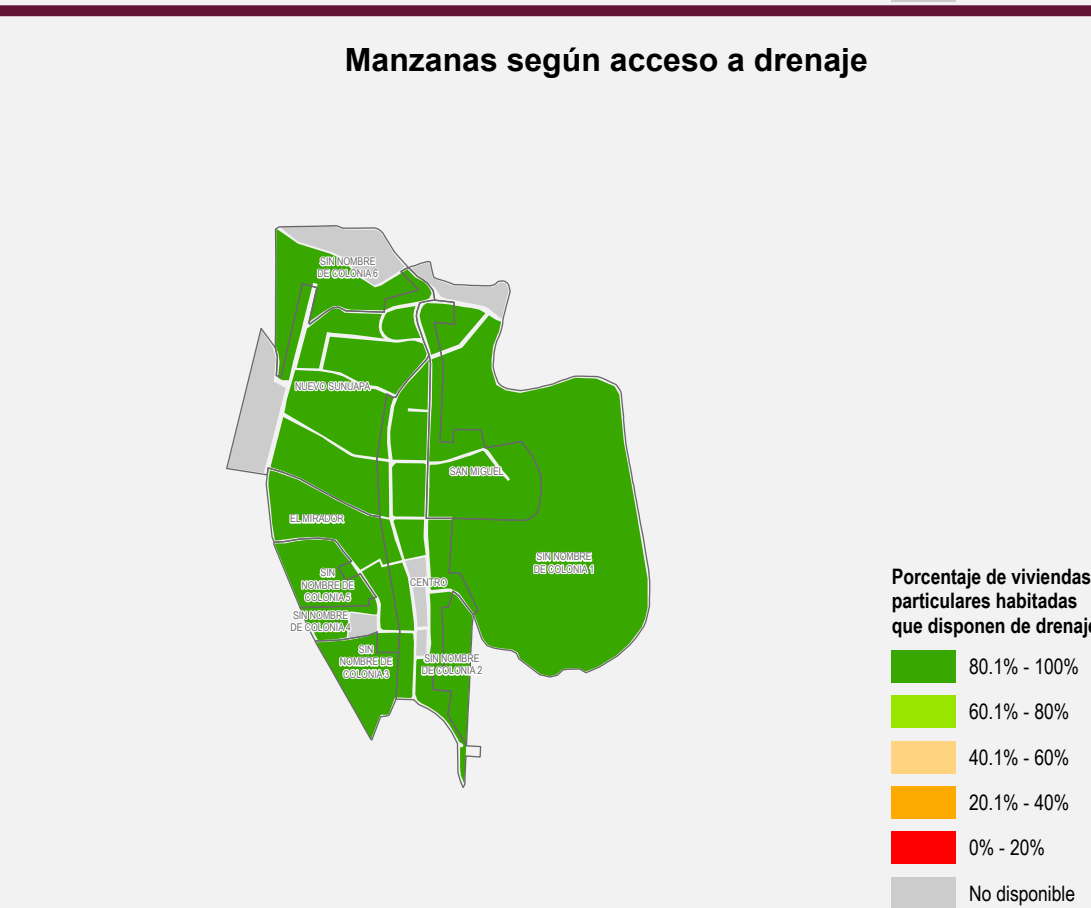 Manzanas según acceso a drenaje
SIN NOMBRE
DE COLONIA 6
NUEVO SUNUAPA
SAN MIGUEL
EL MIRADOR
SIN NOMBRE
DE COLONIA 1
SIN
NOMBRE DE
COLONIA 5
CENTRO
SIN NOMBRE
DE COLONIA 4
SIN
NOMBRE DE
COLONIA 3
SIN NOMBRE
DE COLONIA 2
Porcentaje de viviendas
particulares habitadas
que disponen de drenaje
80.1% - 100%
60.1% - 80%
40.1% - 60%
20.1% - 40%
0% - 20%
No disponible